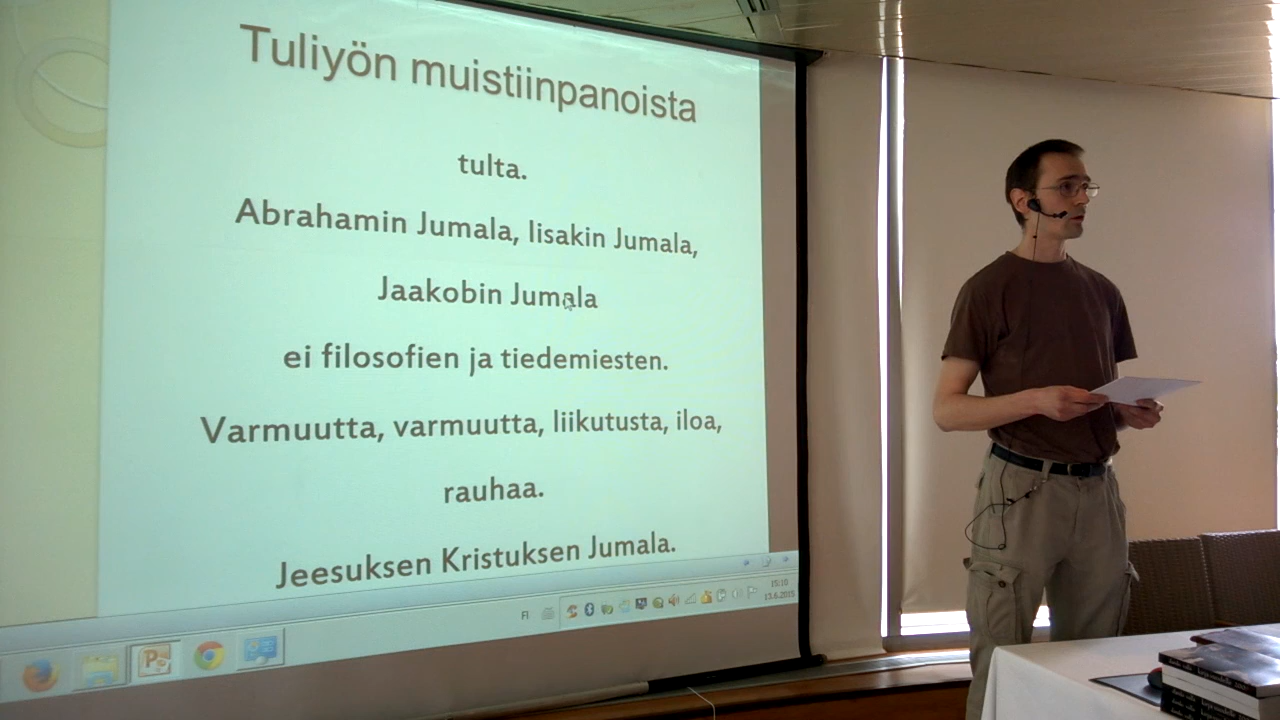 Tuliyön muistiinpanoista
tulta.
Abrahamin Jumala, Iisakin Jumala,
Jaakobin Jumala
ei filosofien ja tiedemiesten.
Varmuutta, varmuutta, liikutusta, iloa,
rauhaa.
Jeesuksen Kristuksen Jumala.
FI
15:10
13.6.2015